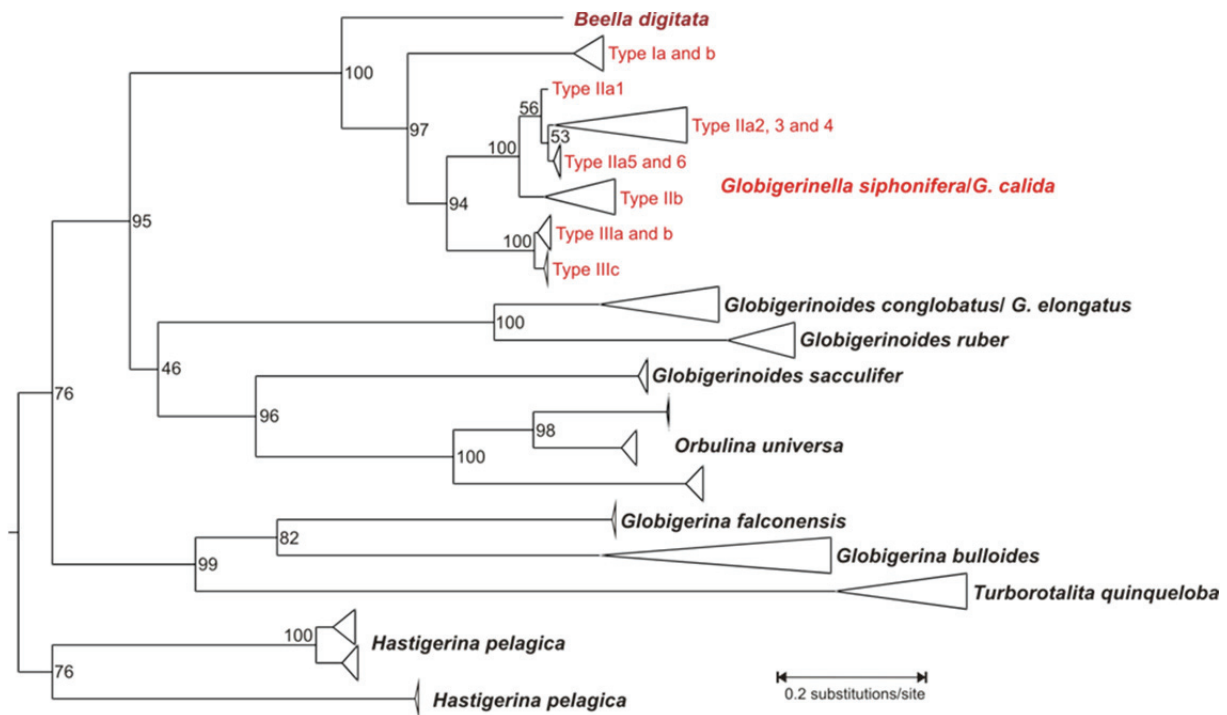 Beella digitata
100
Type Ia and b
97
Type IIa1
56
Type IIa2, 3 and 4
53
100
Type IIa5 and 6
Globigerinella siphonifera/G. calida
Type IIb
94
95
Type IIIa and b
100
Type IIIc
Globigerinoides conglobatus/ G. elongatus
100
Globigerinoides ruber
46
Globigerinoides sacculifer
76
96
98
Orbulina universa
100
Globigerina falconensis
82
Globigerina bulloides
99
Turborotalita quinqueloba
100
Hastigerina pelagica
76
Hastigerina pelagica
0.2 substitutions/site